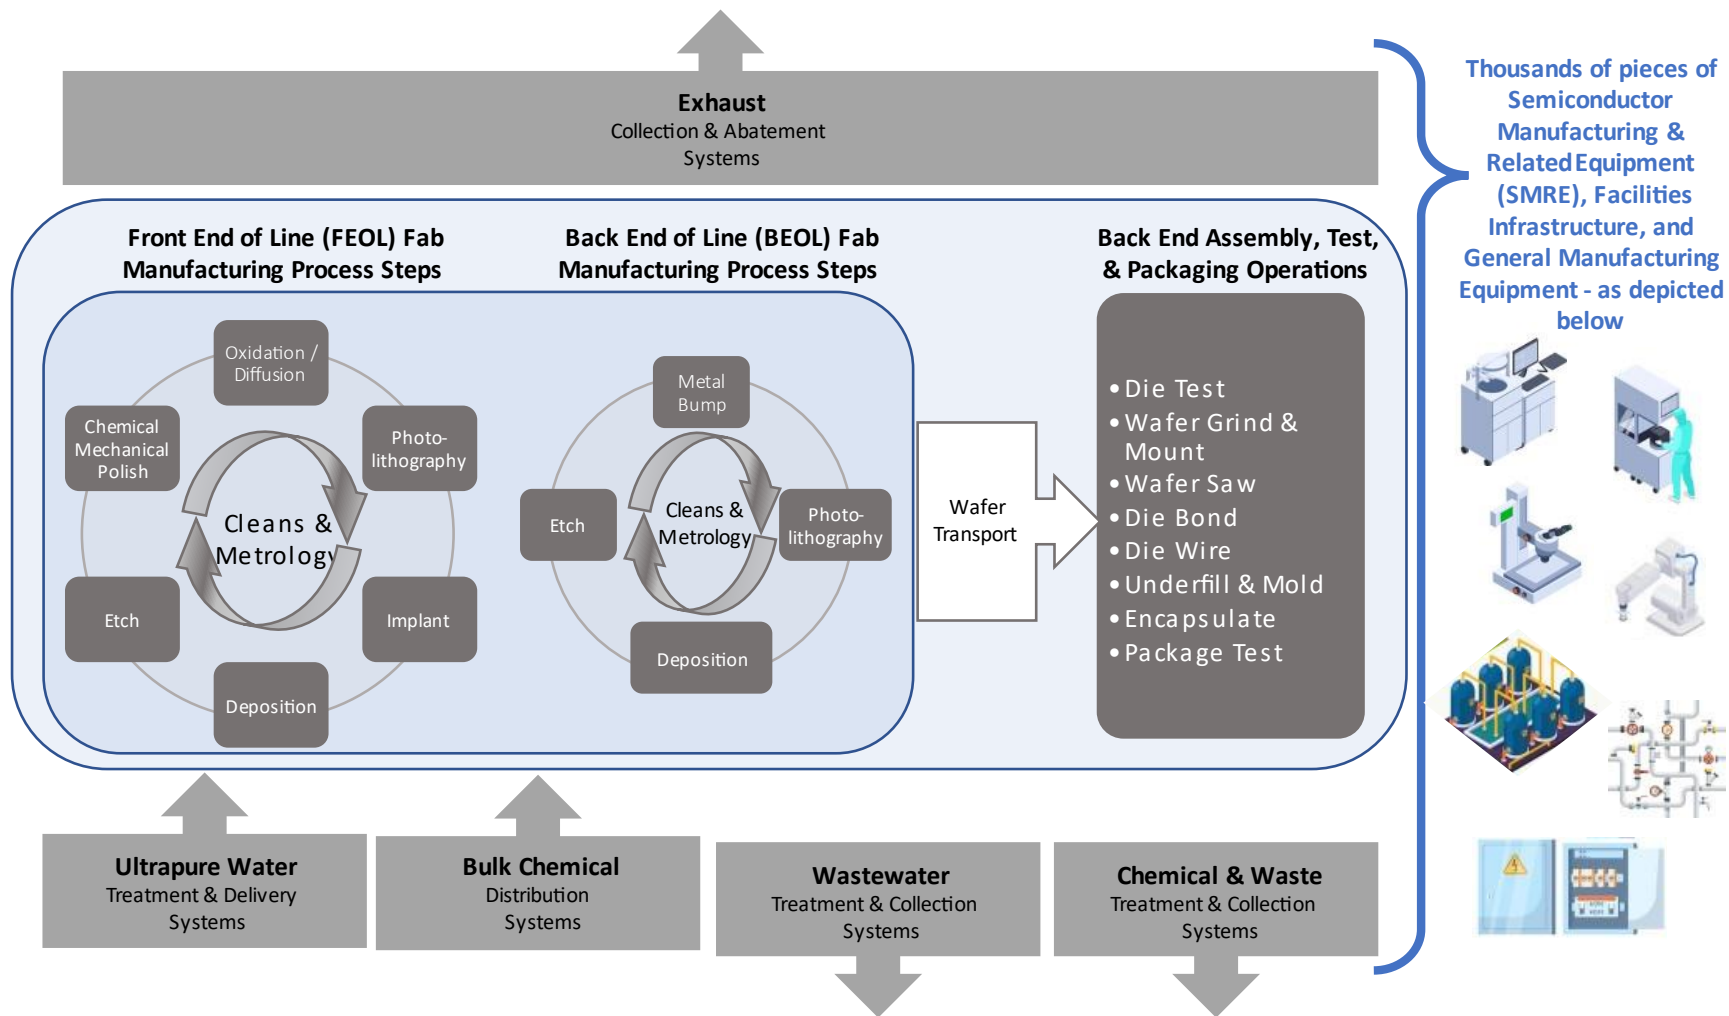 Exhaust
Collection & Abatement
Systems
Thousands of pieces of
Semiconductor
Manufacturing &
Related Equipment
(SMRE), Facilities
Infrastructure, and
General Manufacturing
Equipment - as depicted
below
Front End of Line (FEOL) Fab
Manufacturing Process Steps
Oxidation /
Diffusion
Chemical
Mechanical
Polish
Photo-
lithography
Cleans &
Metrology
Etch
Implant
Deposition
Back End of Line (BEOL) Fab
Manufacturing Process Steps
Metal
Bump
Etch
Cleans &
Metrology
Photo-
lithography
Deposition
Wafer
Transport
Back End Assembly, Test,
& Packaging Operations
• Die Test
• Wafer Grind &
Mount
• Wafer Saw
• Die Bond
• Die Wire
• Underfill & Mold
• Encapsulate
• Package Test
Ultrapure Water
Treatment & Delivery
Systems
Bulk Chemical
Distribution
Systems
Wastewater
Treatment & Collection
Systems
Chemical & Waste
Treatment & Collection
Systems